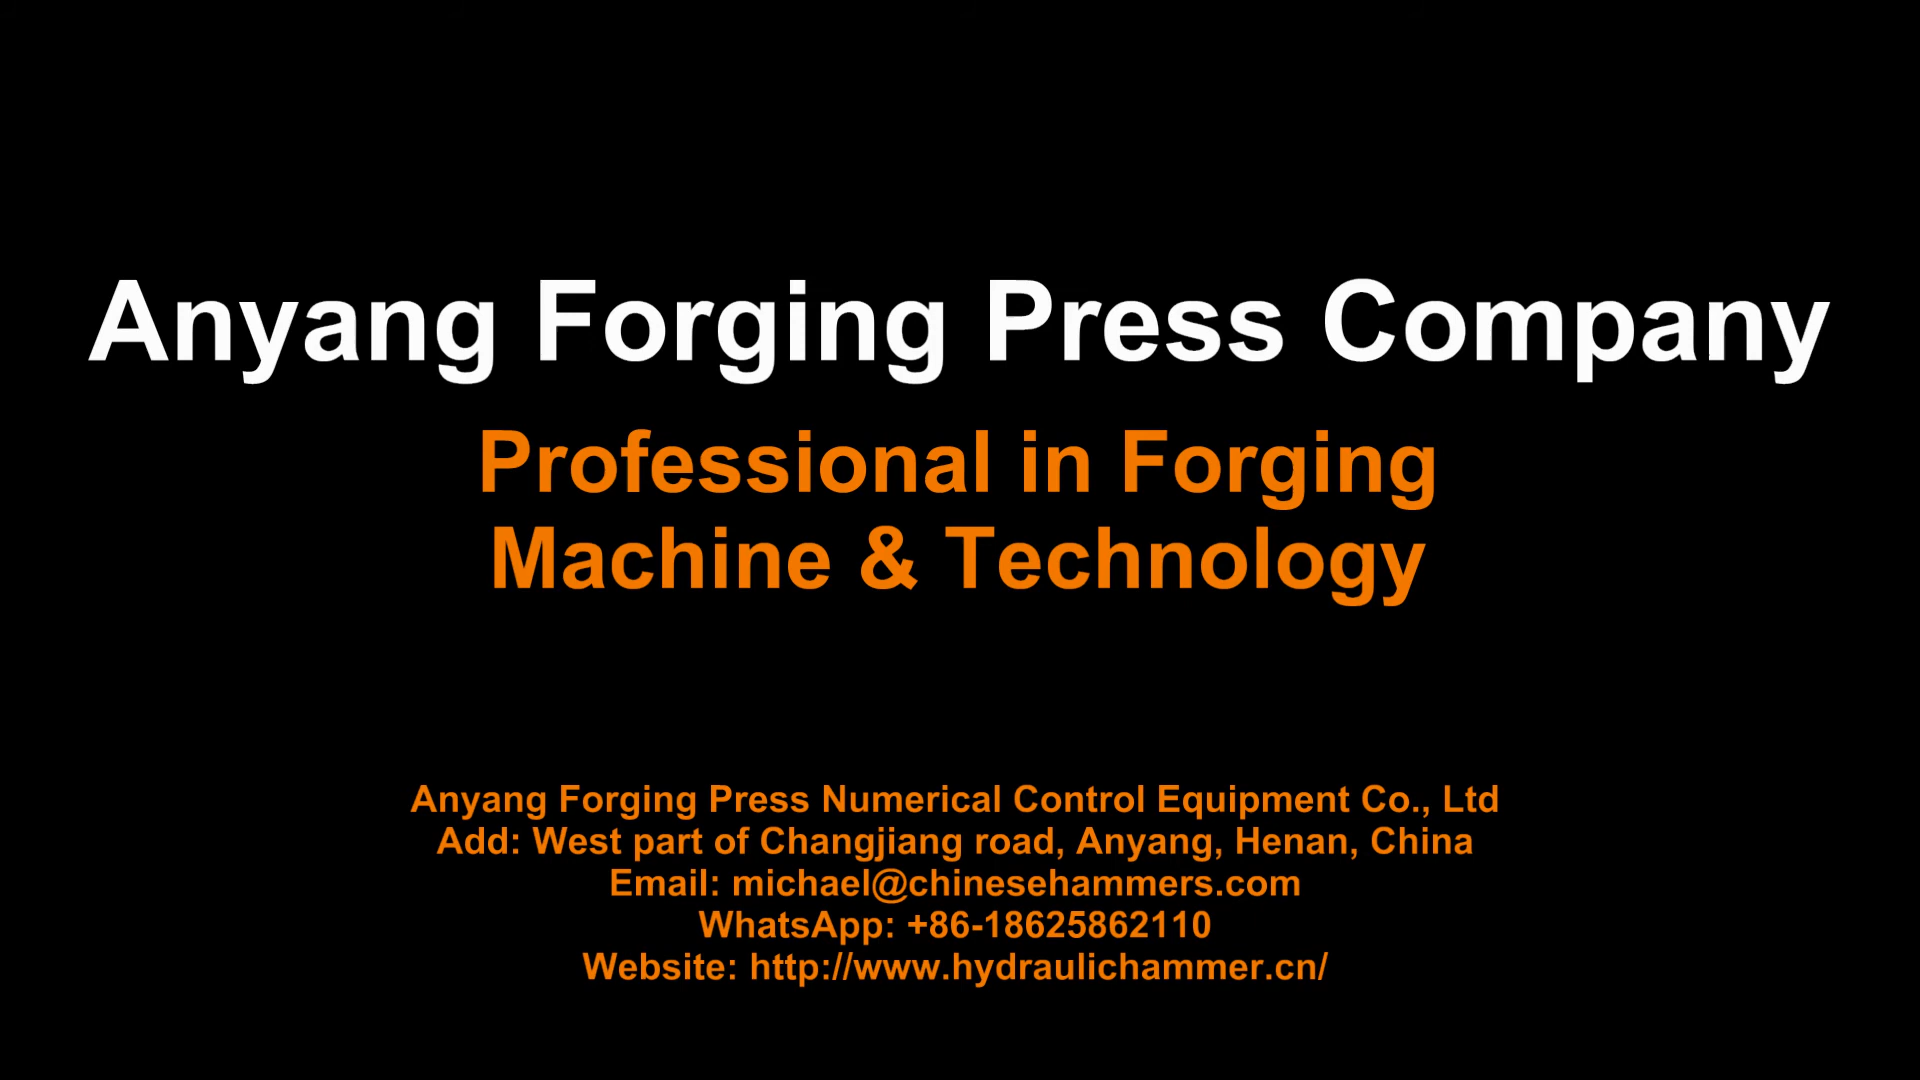 Anyang Forging Press Company
Professional in Forging
Machine & Technology
Anyang Forging Press Numerical Control Equipment Co., Ltd
Add: West part of Changjiang road, Anyang, Henan, China
Email: michael@chinesehammers.com
WhatsApp: +86-18625862110
Website: http://www.hydraulichammer.cn/